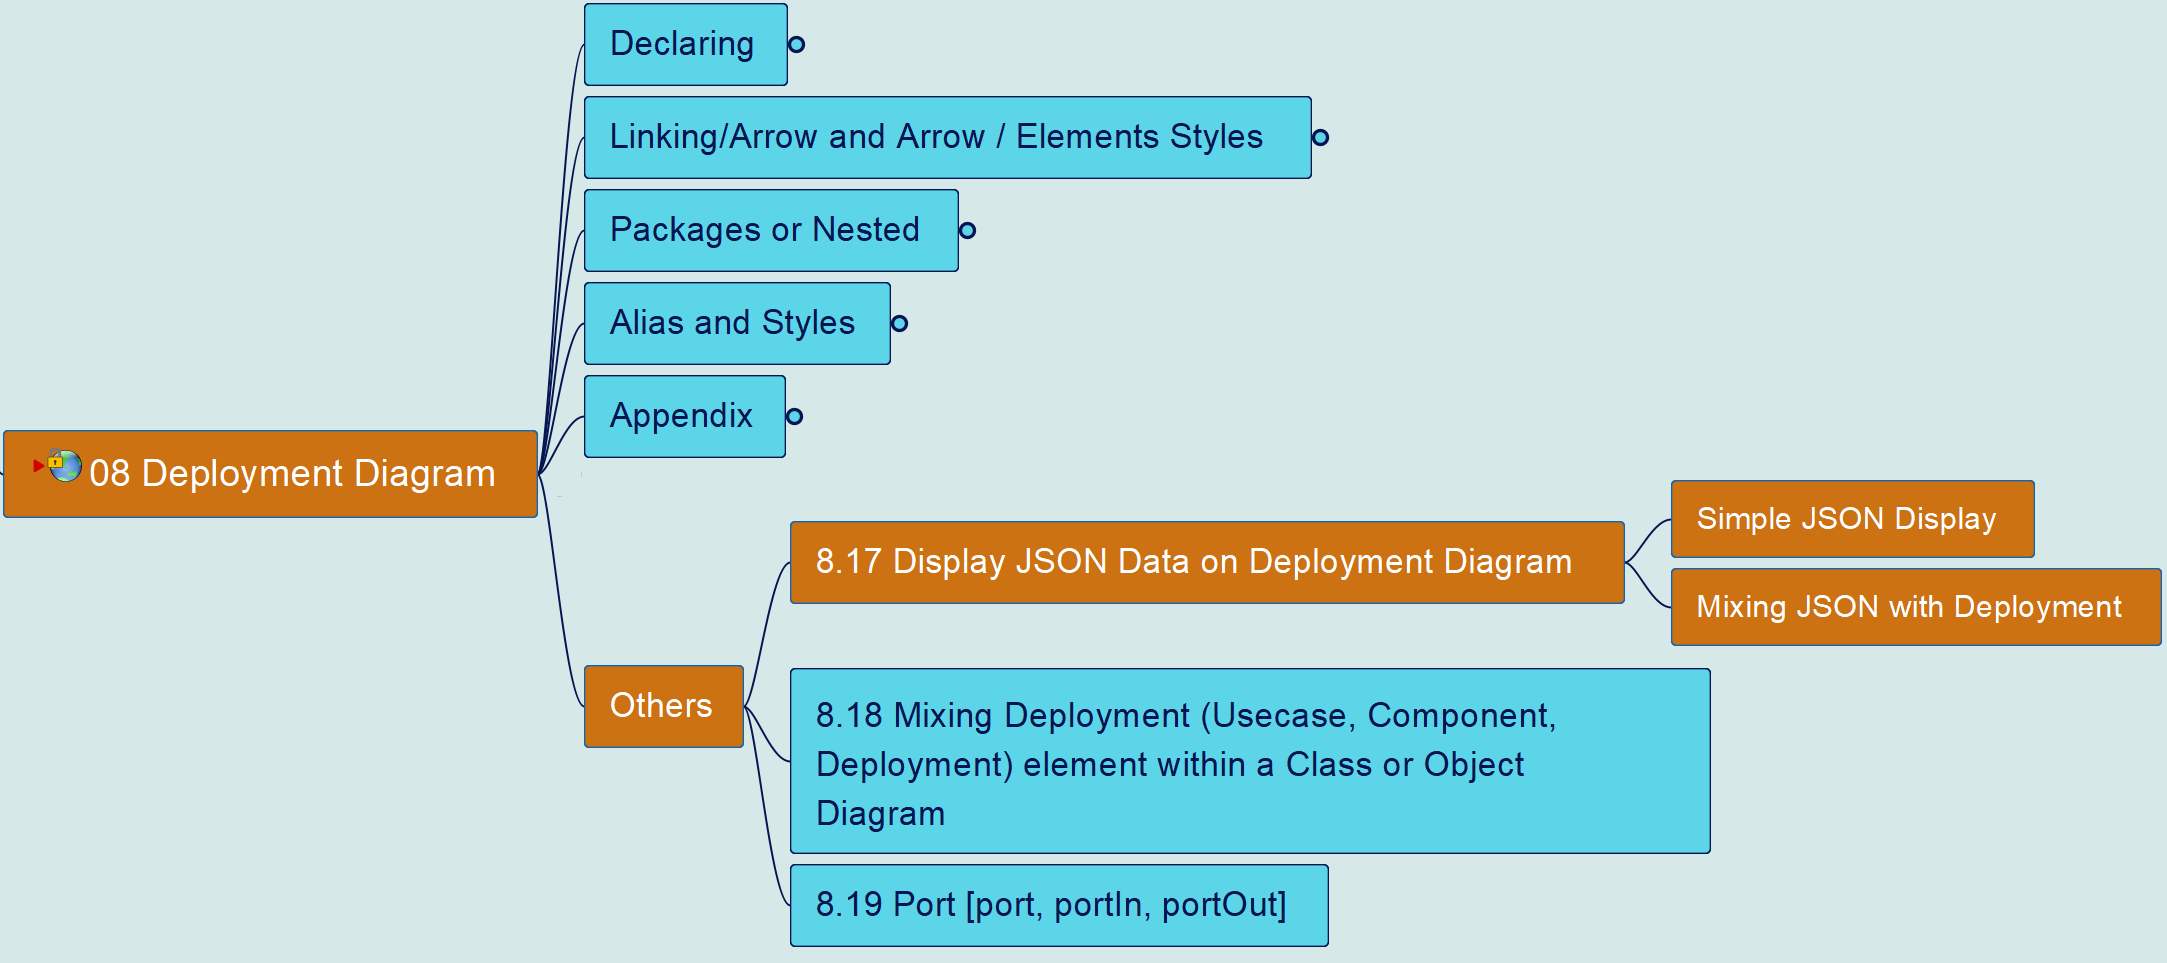 Declaring
Linking/Arrow and Arrow / Elements Styles
Packages or Nested
Alias and Styles
Appendix
08 Deployment Diagram
Simple JSON Display
8.17 Display JSON Data on Deployment Diagram
Mixing JSON with Deployment
Others
8.18 Mixing Deployment (Usecase, Component,
Deployment) element within a Class or Object
Diagram
8.19 Port [port, portIn, portOut]